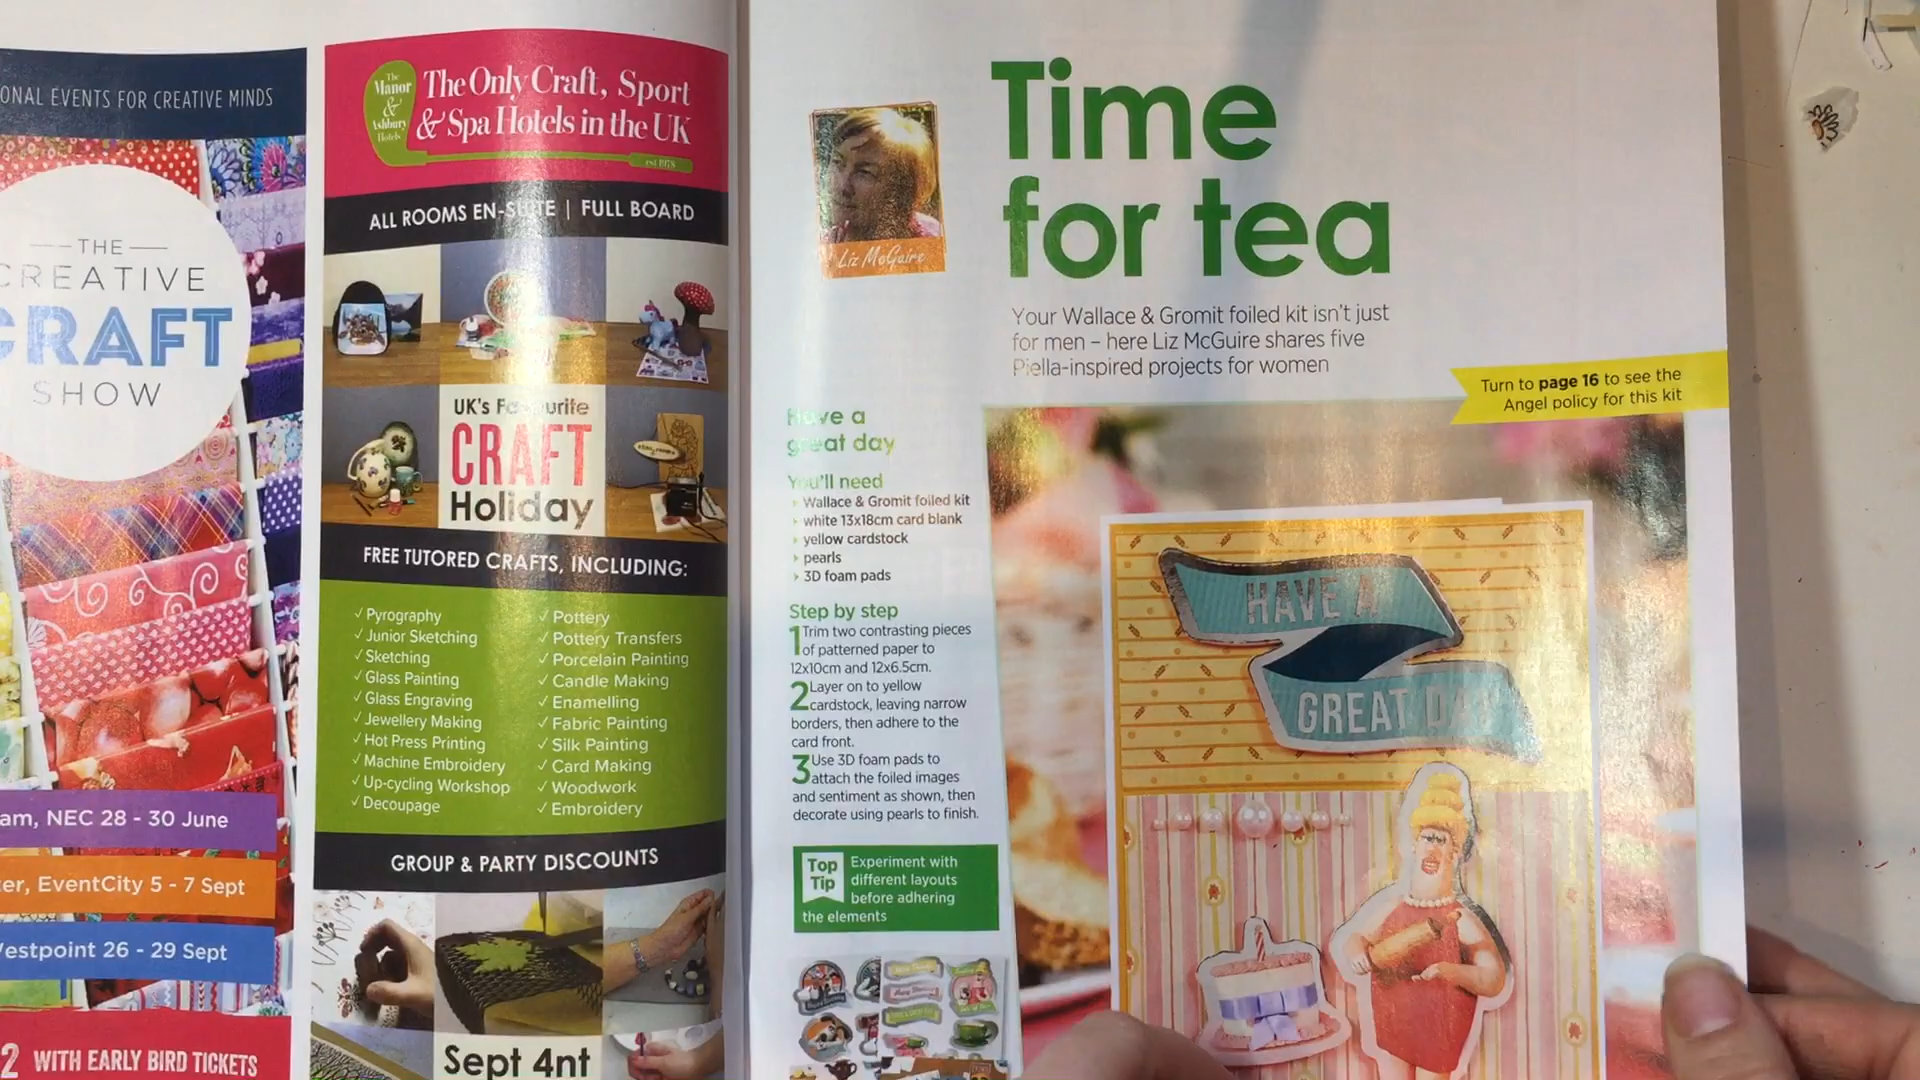 ONAL EVENTS FOR CREATIVE MINDS
THE
CREATIVE
CRAFT
SHOW
am, NEC 28 - 30 June
er, EventCity 5 - 7 Sept
estpoint 26 - 29 Sept
2 WITH EARLY BIRD TICKETS
The
Manor
&
Ashbury
Hotels
The Only Craft, Sport
& Spa Hotels in the UK
est 1978
ALL ROOMS EN-SUITE | FULL BOARD
UK's Favourite
CRAFT
Holiday
FREE TUTORED CRAFTS, INCLUDING:
✓ Pyrography
✓ Junior Sketching
✓ Sketching
✓ Glass Painting
✓ Glass Engraving
✓ Jewellery Making
✓ Hot Press Printing
✓ Machine Embroidery
✓ Up-cycling Workshop
✓ Decoupage
✓ Pottery
✓ Pottery Transfers
✓ Porcelain Painting
✓ Candle Making
✓ Enamelling
✓ Fabric Painting
✓ Silk Painting
✓ Card Making
✓ Woodwork
✓ Embroidery
GROUP & PARTY DISCOUNTS
Sept 4nt
Liz McGuire
Time
for tea
Your Wallace & Gromit foiled kit isn't just
for men – here Liz McGuire shares five
Piella-inspired projects for women
Turn to page 16 to see the
Angel policy for this kit
Have a
great day
You'll need
Wallace & Gromit foiled kit
white 13x18cm card blank
yellow cardstock
pearls
3D foam pads
Step by step
1 Trim two contrasting pieces
of patterned paper to
12x10cm and 12x6.5cm.
2 Layer on to yellow
cardstock, leaving narrow
borders, then adhere to the
card front.
3 Use 3D foam pads to
attach the foiled images
and sentiment as shown, then
decorate using pearls to finish.
Top
Tip
Experiment with
different layouts
before adhering
the elements
HAVE A
GREAT DAY